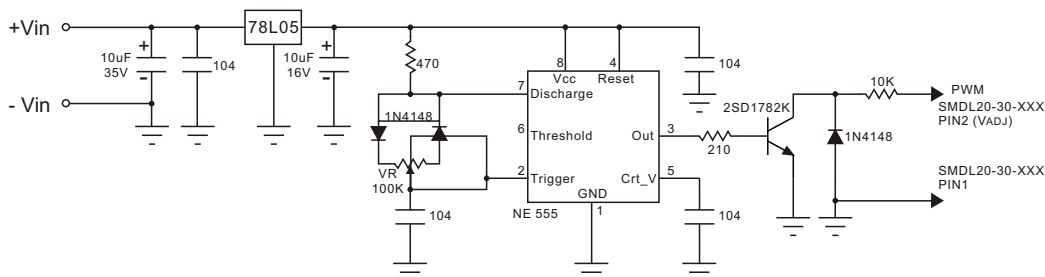 +Vin
78L05
+
10uF
35V
-
104
+
10uF
16V
-
470
8
Vcc
4
Reset
104
7
Discharge
1N4148
6
Threshold
Out
3
210
2SD1782K
10K
1N4148
PWM
SMDL20-30-XXX
PIN2 (VADJ)
- Vin
VR
100K
2
Trigger
Crt_V
5
SMDL20-30-XXX
PIN1
104
NE 555
GND
1
104